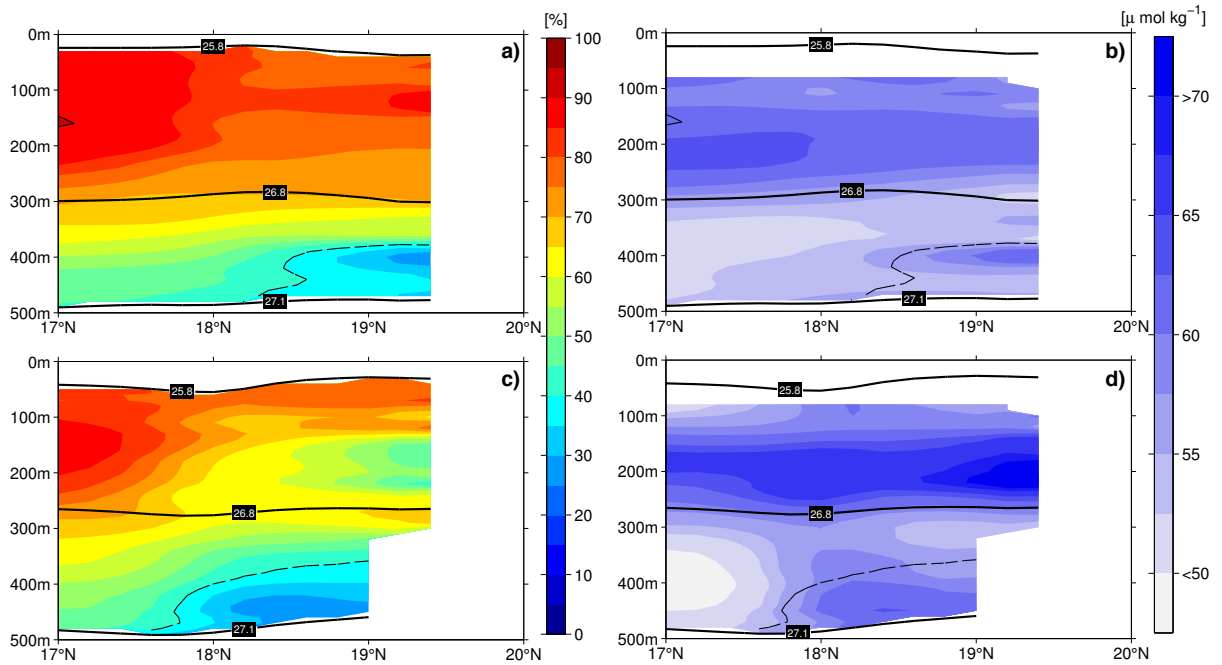 [%]
[μ mol kg⁻¹]
a)
0m
100m
200m
300m
400m
500m
17°N
18°N
19°N
20°N
25.8
26.8
27.1
100
90
80
70
60
50
40
30
20
10
0
b)
0m
100m
200m
300m
400m
500m
17°N
18°N
19°N
20°N
25.8
26.8
27.1
>70
65
60
55
<50
c)
0m
100m
200m
300m
400m
500m
17°N
18°N
19°N
20°N
25.8
26.8
27.1
d)
0m
100m
200m
300m
400m
500m
17°N
18°N
19°N
20°N
25.8
26.8
27.1